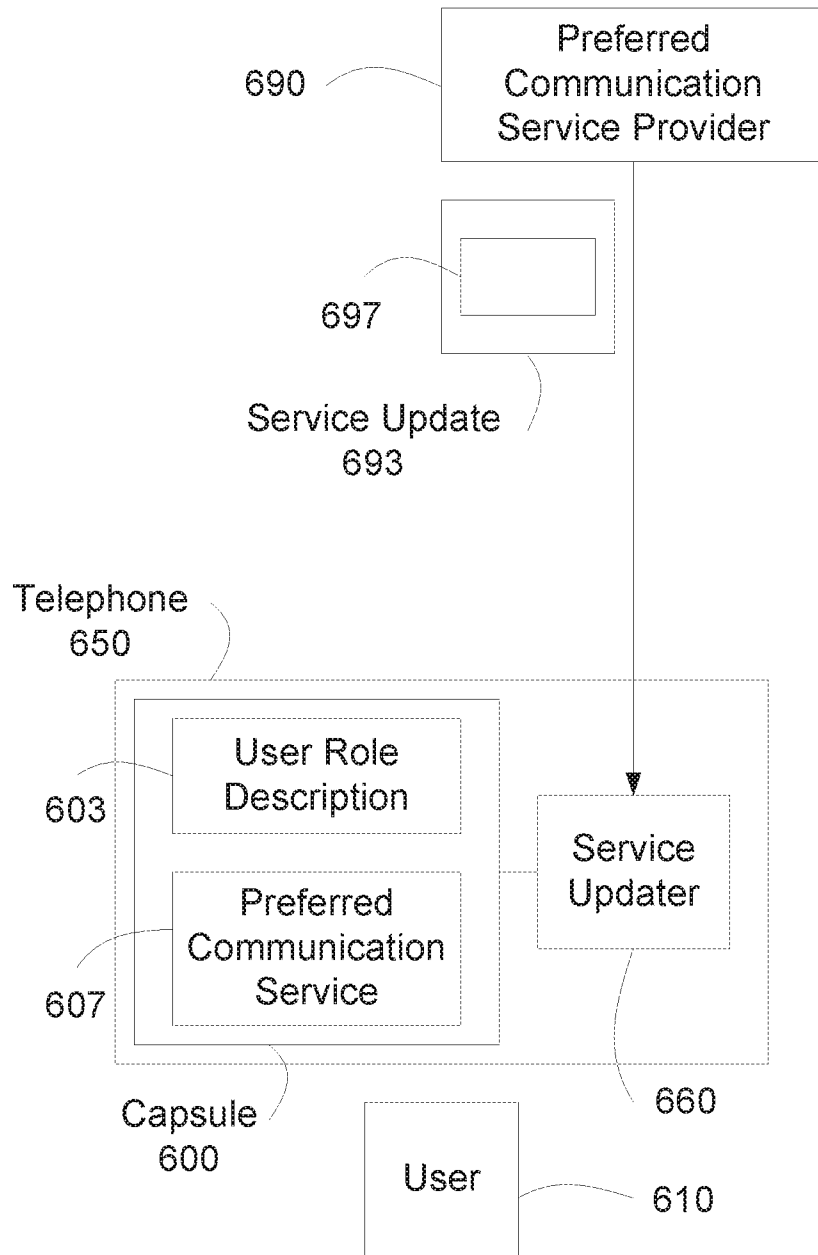 Preferred
Communication
Service Provider
690
697
Service Update
693
Telephone
650
User Role
Description
603
Service
Updater
Preferred
Communication
Service
607
660
Capsule
600
User
610